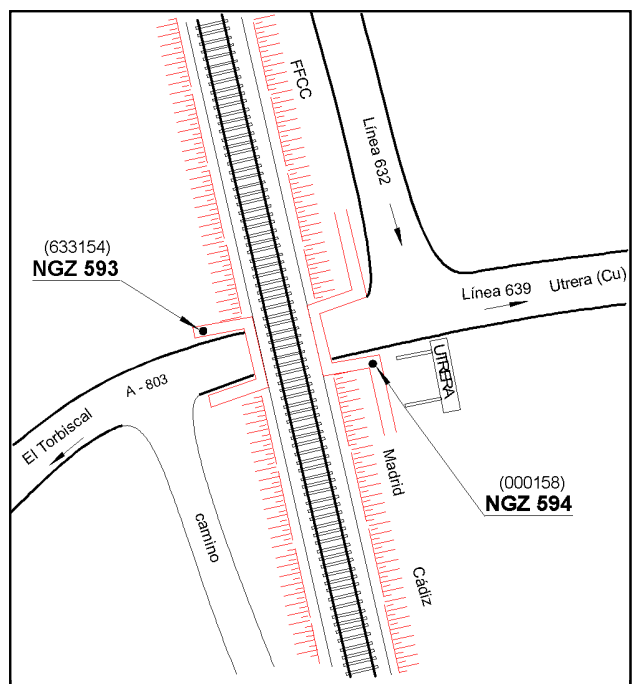 FFCC
Línea 632
(633154)
NGZ 593
Línea 639
Utrera (Cu)
A - 803
UTRERA
El Torbiscal
Madrid
(000158)
NGZ 594
camino
Cádiz